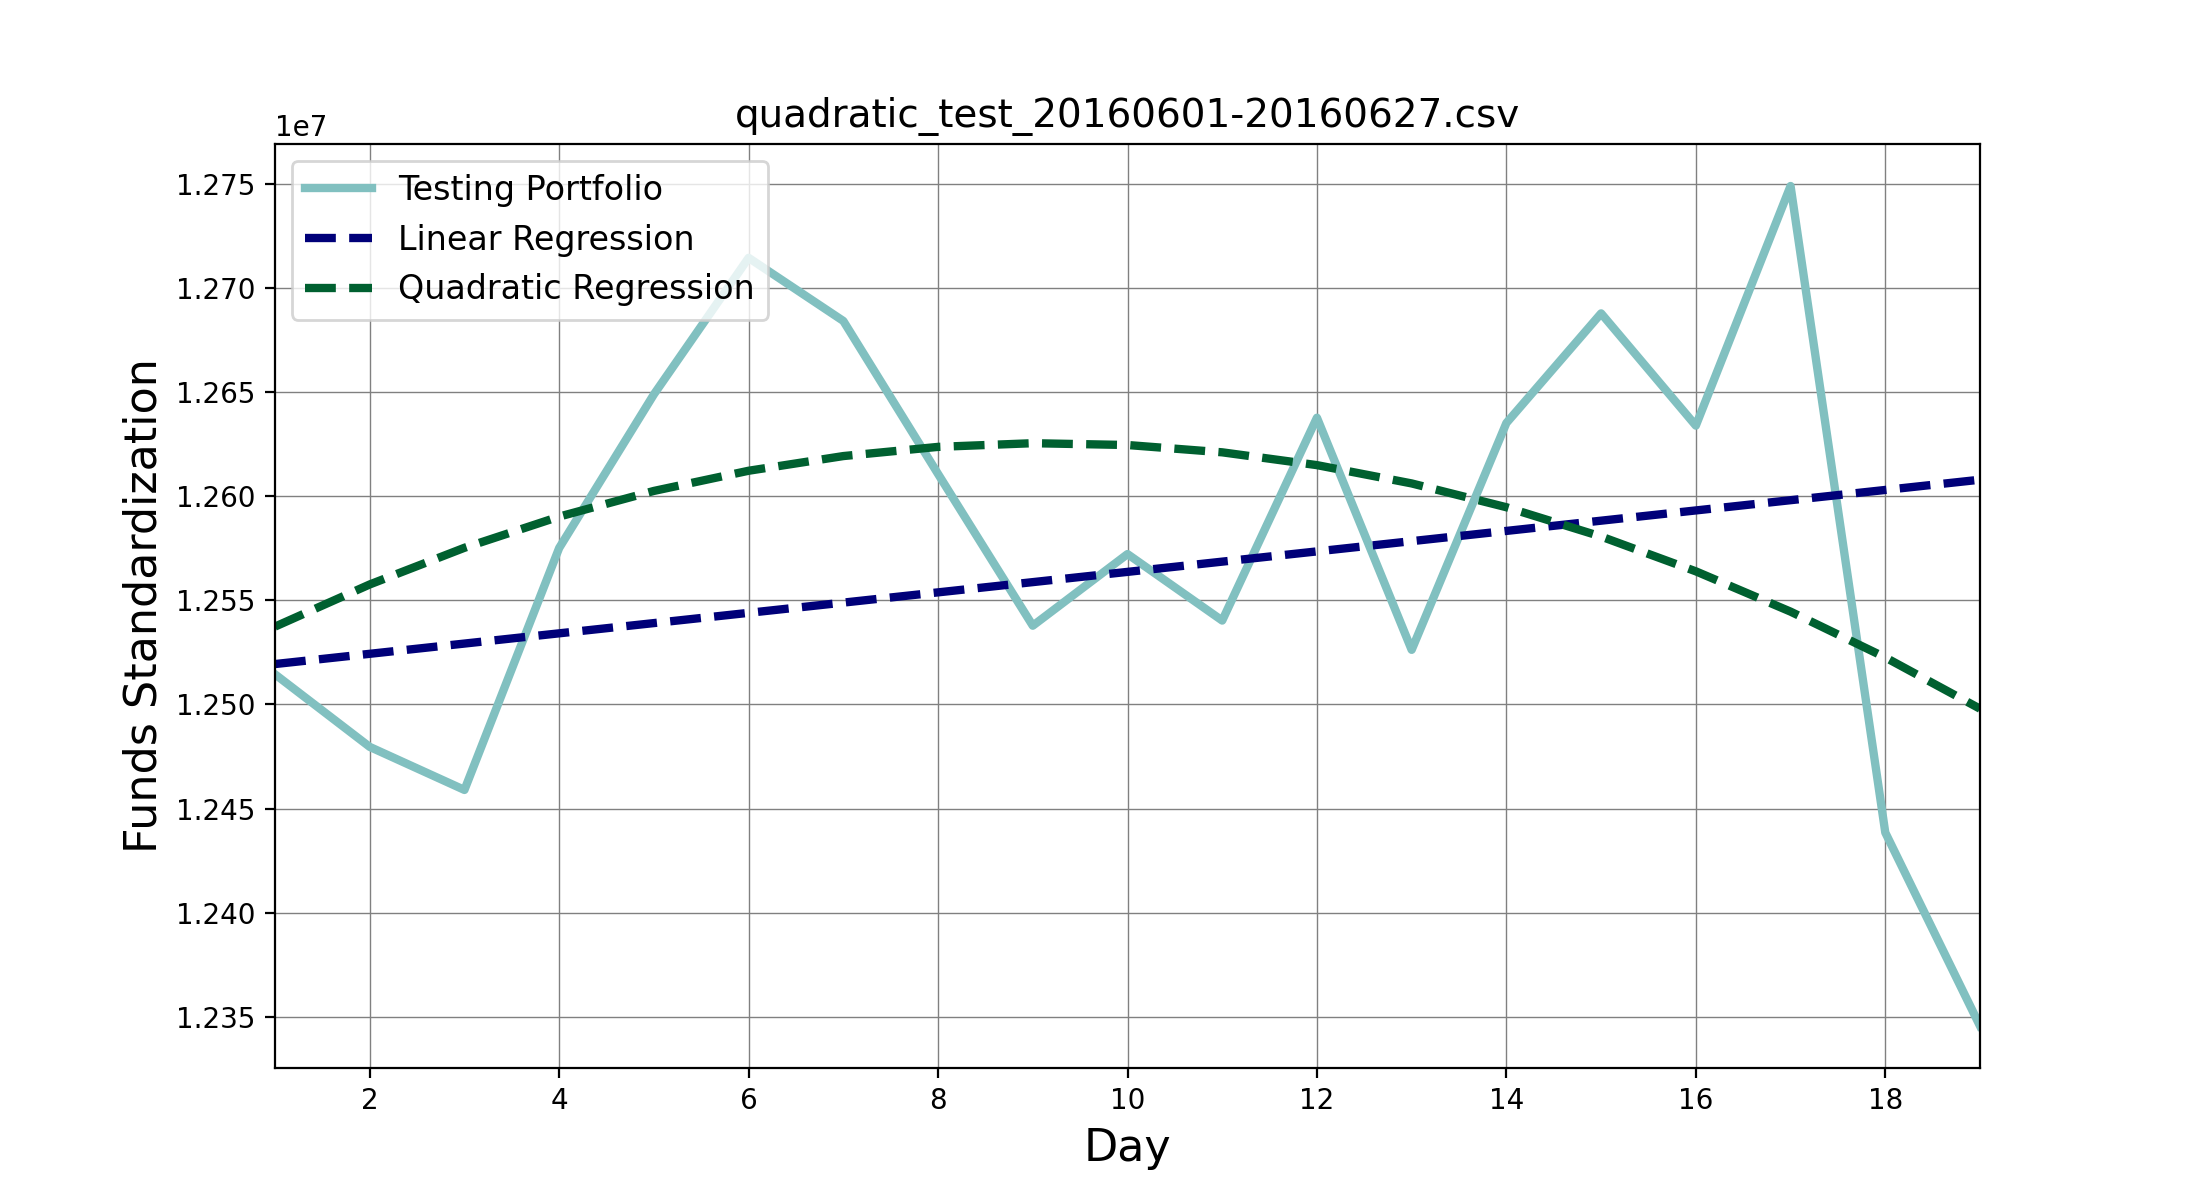 quadratic_test_20160601-20160627.csv
1e7
Testing Portfolio
Linear Regression
Quadratic Regression
Funds Standardization
1.275
1.270
1.265
1.260
1.255
1.250
1.245
1.240
1.235
2 4 6 8 10 12 14 16 18
Day